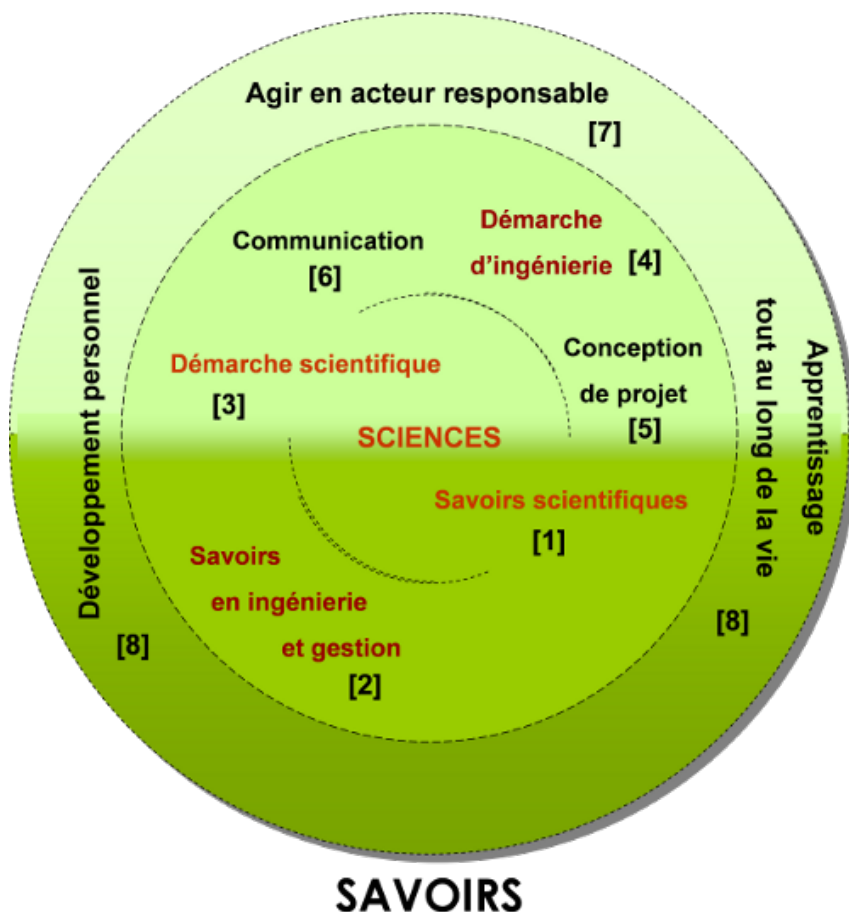 Agir en acteur responsable
[7]
Démarche
d'ingénierie [4]
Communication
[6]
Développement personnel
[8]
Apprentissage
tout au long de la vie
[8]
Conception
de projet
[5]
Démarche scientifique
[3]
SCIENCES
Savoirs scientifiques
[1]
Savoirs
en ingénierie
et gestion
[2]
SAVOIRS